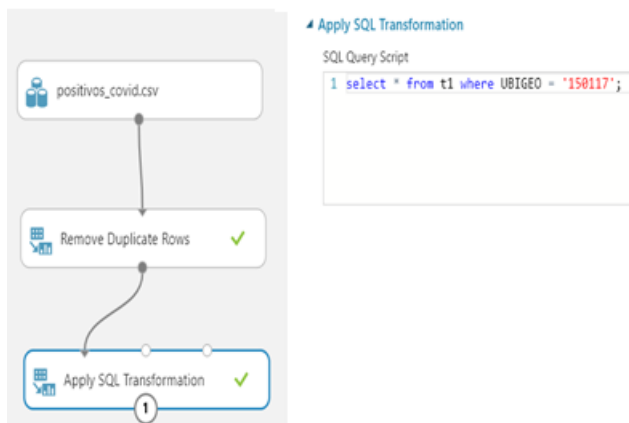 positivos_covid.csv
Remove Duplicate Rows
Apply SQL Transformation
1
Apply SQL Transformation
SQL Query Script
1 select * from t1 where UBIGEO = '150117';